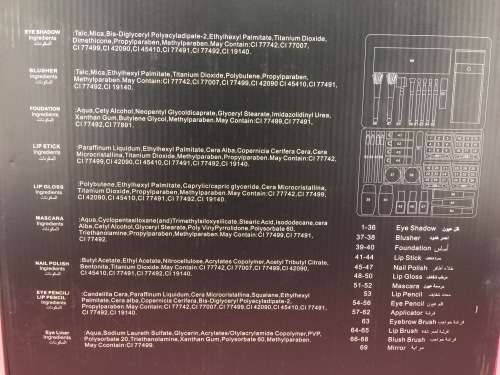 EYE SHADOW :Talc,Mica,Bis-Diglyceryl Polyacyladipate-2,Ethylhexyl Palmitate,Titanium Dioxide,
Ingredients Dimethicone,Propylparaben,Methylparaben.May Contain:CI 77742,CI 77007,
المكونات CI 77499,CI 42090,CI 45410,CI 77491,CI 77492,CI 19140.
BLUSHER :Talc,Mica,Ethylhexyl Palmitate,Titanium Dioxide,Polybutene,Propylparaben,
Ingredients Methylparaben.May Contain:CI 77742,CI 77007,CI 77499,CI 42090 CI 45410,CI 77491,
المكونات CI 77492,CI 19140.
FOUDATION :Aqua,Cety Alcohol,Neopentyl Glycoldicaprate,Glyceryl Stearate,Imidazolidinyl Urea,
Ingredients Xanthan Gum,Butylene Glycol,Methylparaben.May Contain:CI 77499,CI 77491,
المكونات CI 77492,CI 77891.
LIP STICK :Paraffinum Liquidum,Ethylhexyl Palmitate,Cera Alba,Copernicia Cerifera Cera,Cera
Ingredients Microcristallina,Titanium Dioxide,Methylparaben,Propylparaben.May Contain:CI 77742,
المكونات CI 77499,CI 42090,CI 45410,CI 77491,CI 77492,CI 19140.
LIP GLOSS :Polybutene,Ethylhexyl Palmitate,Caprylic/capric glyceride,Cera Microcristallina,
Ingredients Titanium Dioxide,Propylparaben,Methylparaben.May Contain:CI 77742,CI 77499,
المكونات CI 42090,CI 45410,CI 77491,CI 77492,CI 19140.
MASCARA :Aqua,Cyclopentasiloxane(and)Trimethylsiloxysilicate,Stearic Acid,Isododecane,cera
Ingredients Alba,Cetyl Alcohol,Glyceryl Stearate,Poly VinylPyrrolidone,Polysorbate 60,
المكونات Triethanolamine,Propylparaben,Methylparaben.May Contain:CI 77499,CI 77491,
CI 77492.
NAIL POLISH :Butyl Acetate,Ethyl Acetate,Nitrocellulose,Acrylates Copolymer,Acetyl Tributyl Citrate,
Ingredients Bentonite,Titanium Dioxide.May Contain:CI 77742,CI 77007,CI 77499,CI 42090,
المكونات CI 45410,CI 77491,CI 77492,CI 19140.
EYE PENCIL/ :Candelilla Cera,Paraffinum Liquidum,Cera Microcristallina,Squalane,Ethylhexyl
LIP PENCIL Palmitate,Cera alba,Copernicia Cerifera,Bis-Diglyceryl Polyacyladipate-2,
Ingredients Propylparaben.May Contain:CI 77742,CI 77007,CI 77499,CI 42090,CI 45410,CI 77491,
المكونات CI 77492,CI 19140.
Eye Liner :Aqua,Sodium Laureth Sulfate,Glycerin,Acrylates/Otylacrylamide Copolymer,PVP,
Ingredients Polysorbate 20,Triethanolamine,Xanthan Gum,Polysorbate 60,Methylparaben.
المكونات May Ccontain:CI 77499.
1-36 Eye Shadow
37-38 Blusher
39-40 Foundation أساس
41-44 Lip Stick
45-47 Nail Polish
48-50 Lip Gloss
51-52 Mascara
53 Lip Pencil
54-56 Eye Pencil
57-62 Applicator فرشاة
63 Eyebrow Brush
64-65 Lip Brush
66-68 Blush Brush
69 Mirror مرآية